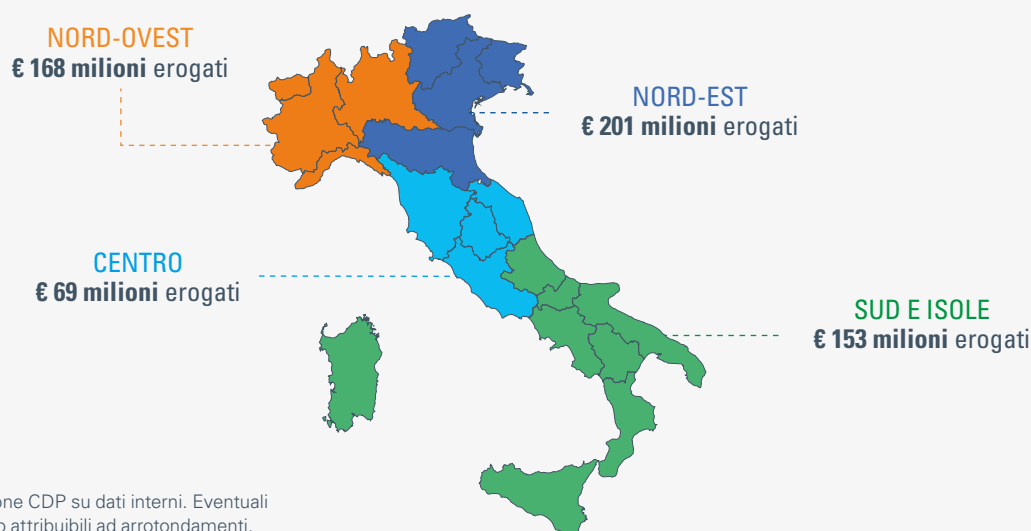 NORD-OVEST
€ 168 milioni erogati
NORD-EST
€ 201 milioni erogati
CENTRO
€ 69 milioni erogati
SUD E ISOLE
€ 153 milioni erogati
CDP su dati interni. Eventuali
attribuibili ad arrotondamenti.